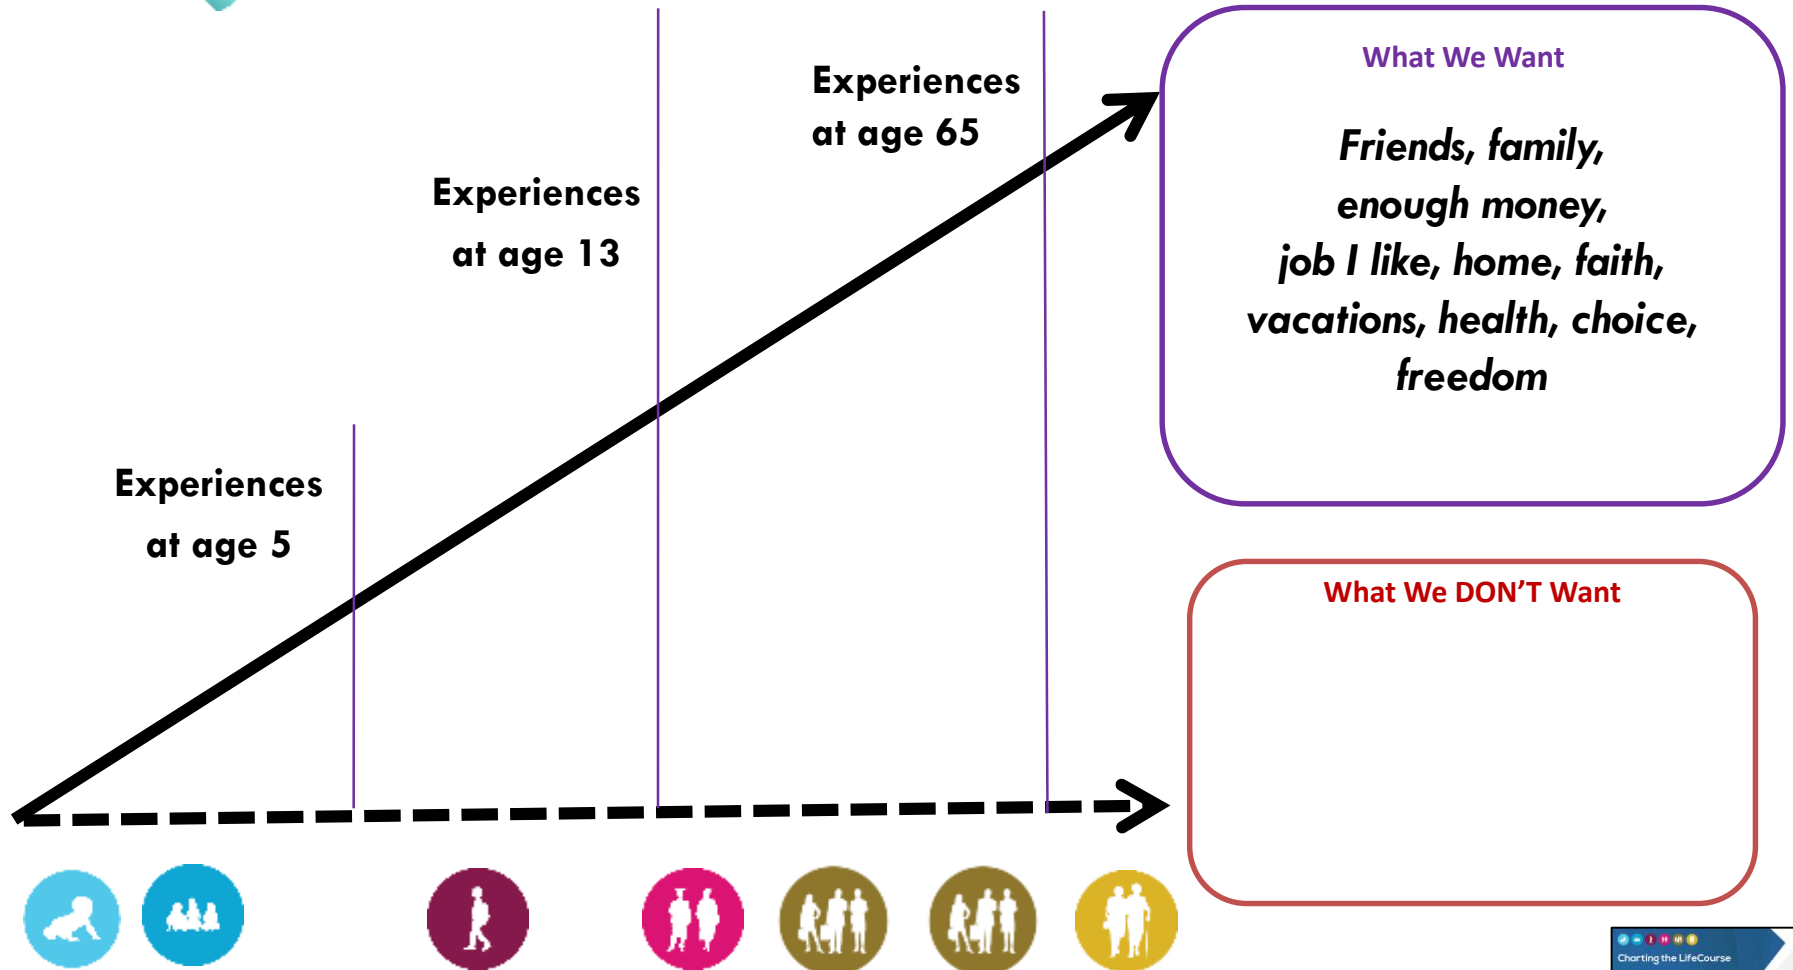 Experiences
at age 5
Experiences
at age 13
Experiences
at age 65
What We Want
Friends, family,
enough money,
job I like, home, faith,
vacations, health, choice,
freedom
What We DON'T Want
Charting the LifeCourse